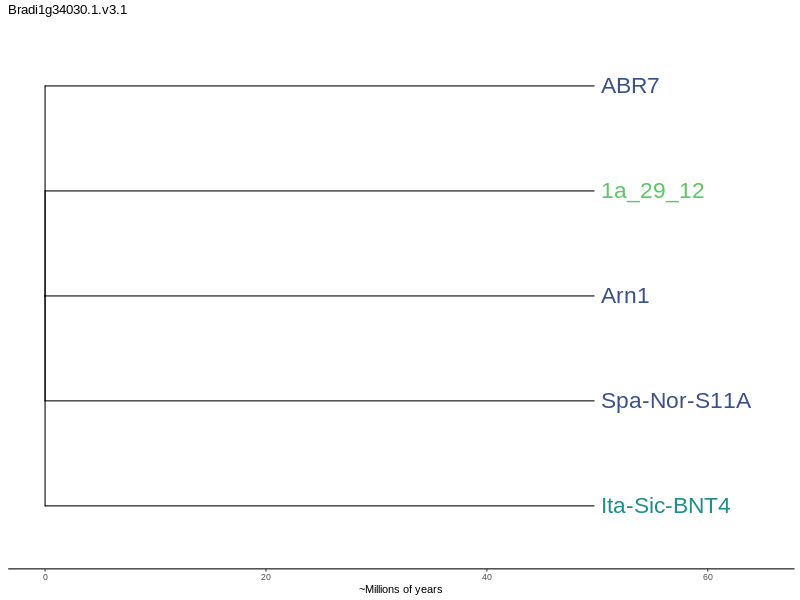 Bradi1g34030.1.v3.1
ABR7
1a_29_12
Arn1
Spa-Nor-S11A
Ita-Sic-BNT4
0 20 40 60
~Millions of years